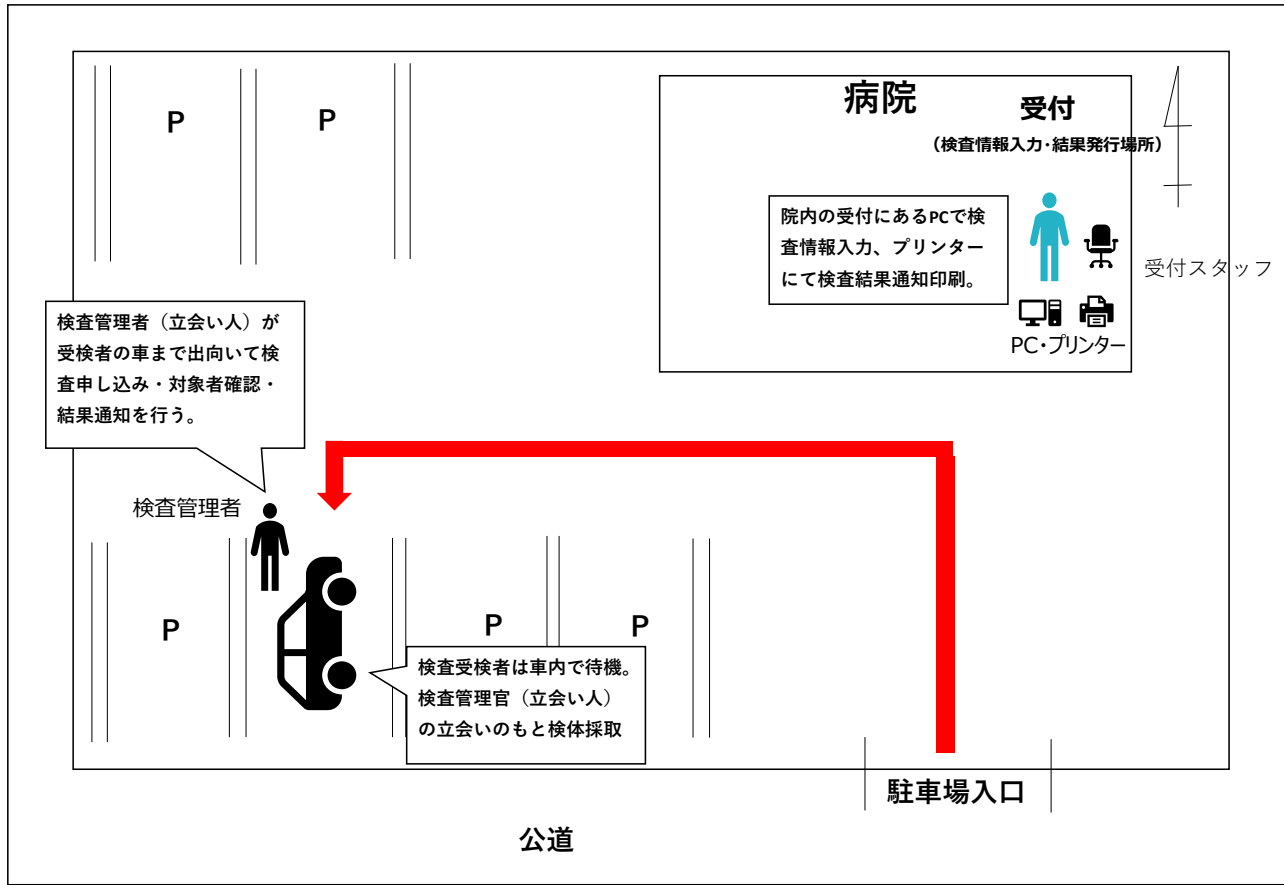 P
P
病院
受付
（検査情報入力・結果発行場所）
院内の受付にあるPCで検
査情報入力、プリンター
にて検査結果通知印刷。
受付スタッフ
PC・プリンター
検査管理者（立会い人）が
受検者の車まで出向いて検
査申し込み・対象者確認・
結果通知を行う。
検査管理者
P
P
P
検査受検者は車内で待機。
検査管理官（立会い人）
の立会いのもと検体採取
駐車場入口
公道